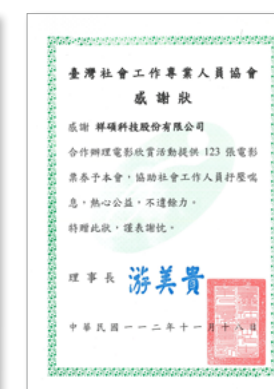 臺灣社會工作專業人員協會
感謝狀
感謝 祥碩科技股份有限公司
合作辦理電影欣賞活動提供 123 張電影
票券予本會，協助社會工作人員抒壓喘
息，熱心公益，不遺餘力。
特贈此狀，謹表謝忱。
理事長 游美貴
中華民國一一二年十一月十八日